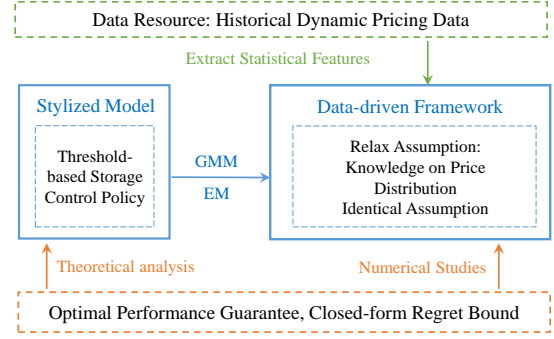 Data Resource: Historical Dynamic Pricing Data
Extract Statistical Features
Stylized Model
Threshold-
based Storage
Control Policy
GMM
EM
Data-driven Framework
Relax Assumption:
Knowledge on Price
Distribution
Identical Assumption
Theoretical analysis
Numerical Studies
Optimal Performance Guarantee, Closed-form Regret Bound